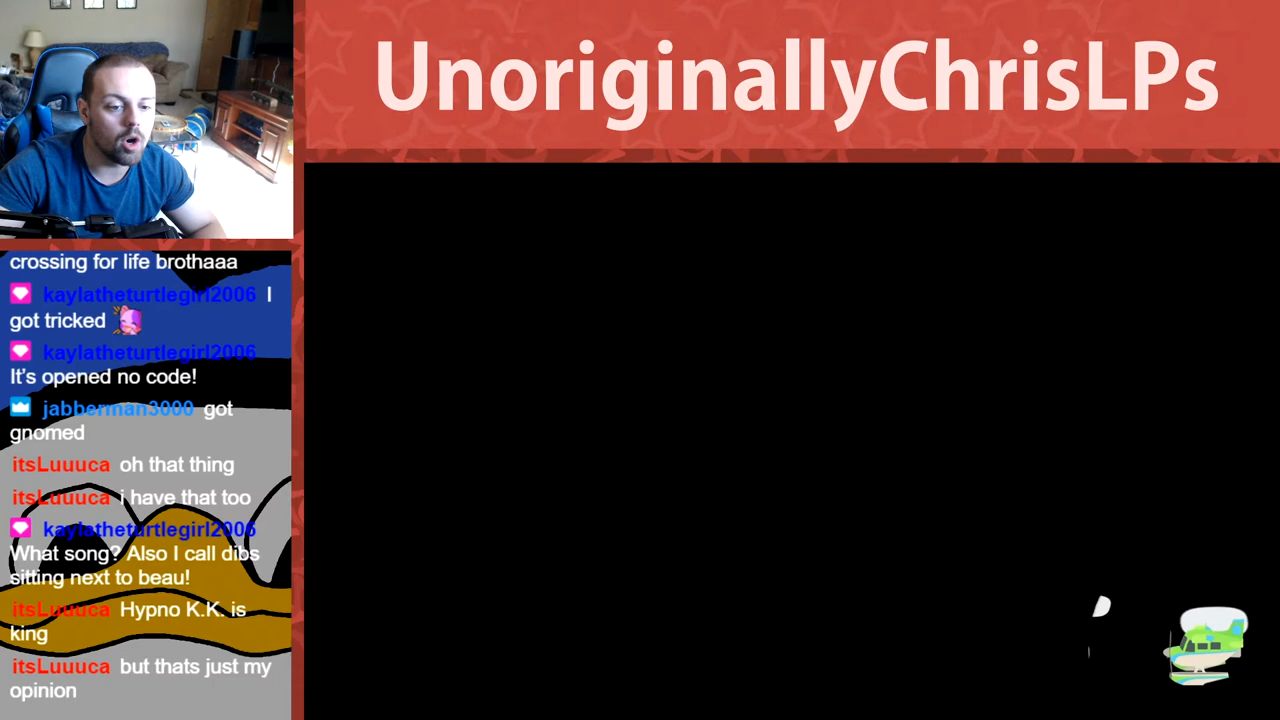 UnoriginallyChrisLPs
crossing for life brothaaa
kaylatheturtlegirl2006 I
got tricked
kaylatheturtlegirl2006
It's opened no code!
jabberman3000 got
gnomed
itsLuuuca oh that thing
itsLuuuca i have that too
kaylatheturtlegirl2006
What song? Also I call dibs
sitting next to beau!
itsLuuuca Hypno K.K. is
king
itsLuuuca but thats just my
opinion